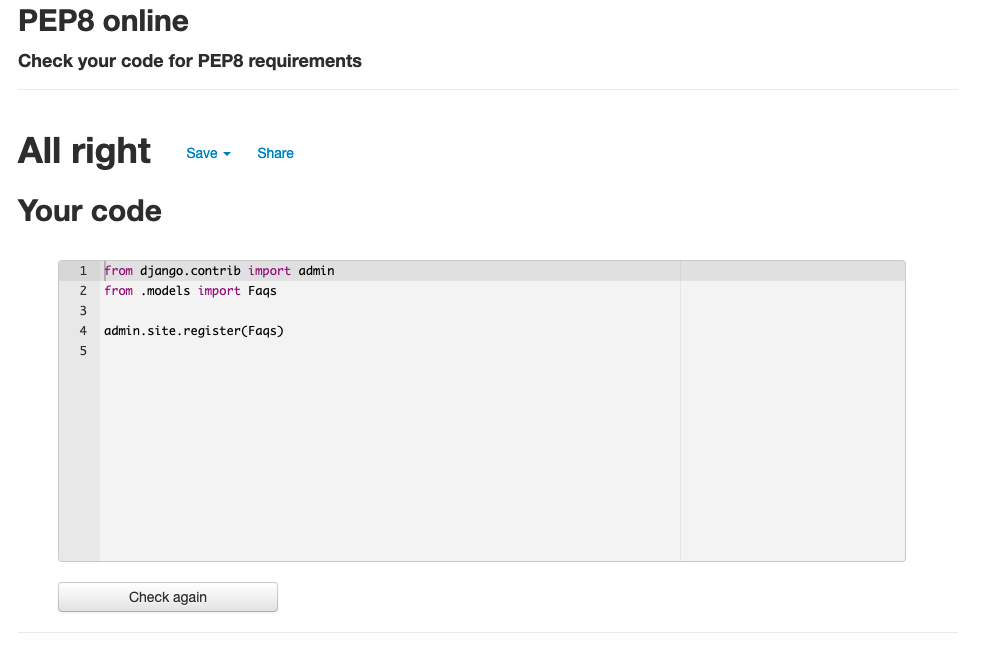 PEP8 online
Check your code for PEP8 requirements
All right Save Share
Your code
1 from django.contrib import admin
2 from .models import Faqs
3
4 admin.site.register(Faqs)
5
Check again